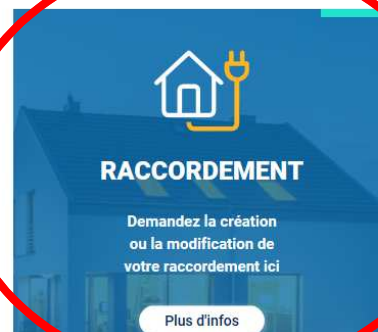 RACCORDEMENT
Demandez la création
ou la modification de
votre raccordement ici
Plus d'infos